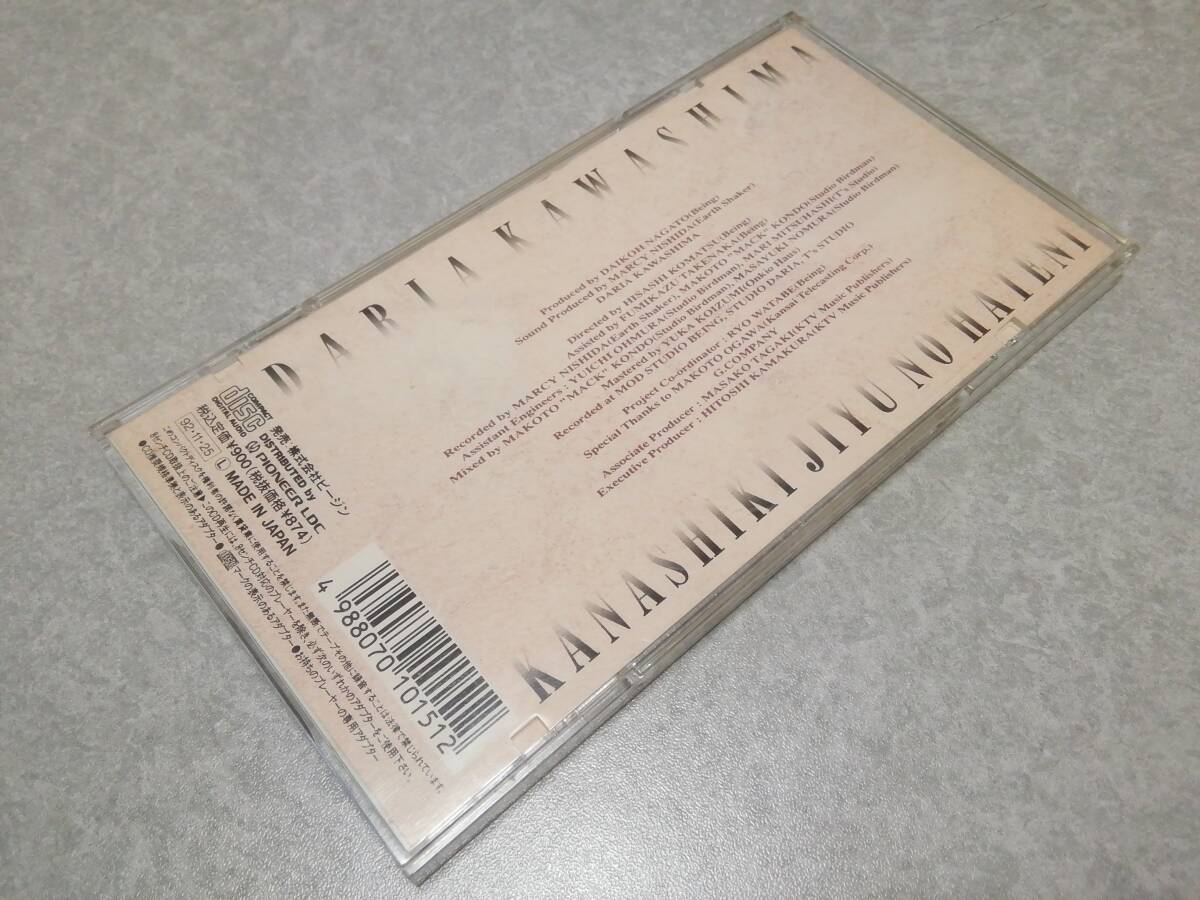 DARIA KAWASHIMA
Produced by DAIKOH NAGATO(Being)
Sound Produced by MARCY NISHIDA(Earth Shaker)
DARIA KAWASHIMA
Directed by HISASHI KOMATSU(Being)
Assisted by FUMIKAZU TAKENAKA(Being)
Recorded by MARCY NISHIDA(Earth Shaker), MAKOTO "MACK" KONDO(Studio Birdman)
Assistant Engineers : YUICHI OHMURA(Studio Birdman), MARI MITSUHASHI(T's Studio)
Mixed by MAKOTO "MACK" KONDO(Studio Birdman), MASAYUKI NOMURA(Studio Birdman)
Mastered by YUKA KOIZUMI(Onkio Haus)
Recorded at MOD STUDIO BEING, STUDIO DARIA, T's STUDIO
Project Co-ordinator : RYO WATABE(Being)
Special Thanks to MAKOTO OGAWA(Kansai Telecasting Corp.)
G.COMPANY
Associate Producer : MASAKO TAGAKI(KTV Music Publishers)
Executive Producer : HITOSHI KAMAKURA(KTV Music Publishers)
KANASHIKI JIYU NO HATENI
COMPACT
disc
DIGITAL AUDIO
発売・株式会社ビージン
DISTRIBUTED by
PIONEER LDC
税込定価¥900(税抜価格¥874)
92・11・25 Ⓛ MADE IN JAPAN
4 988070 101512